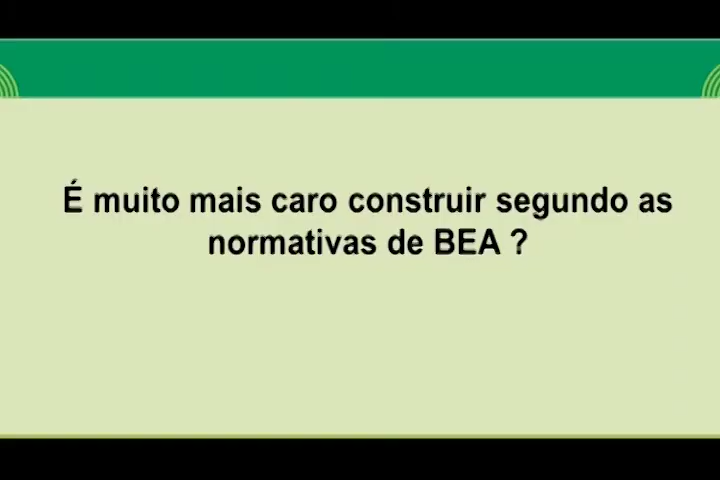 É muito mais caro construir segundo as
normativas de BEA ?